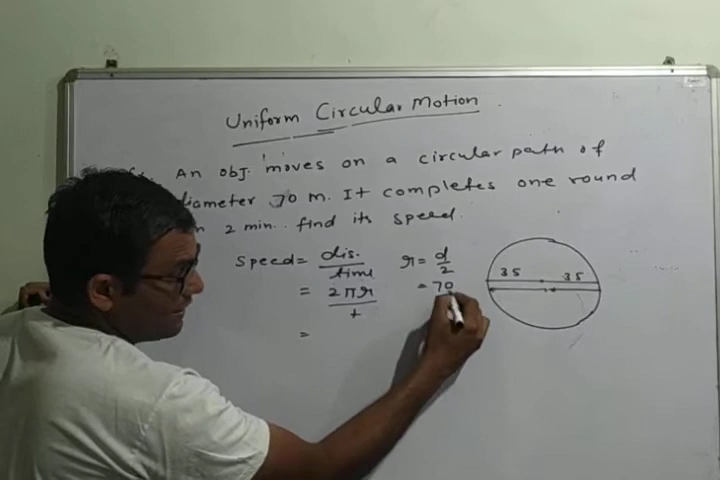 Uniform Circular Motion
An obj. moves on a circular path of
diameter 70 m. It completes one round
in 2 min. find its speed.
Speed = dis. / time
r = d / 2
= 2πr / t
= 70
=
35 35